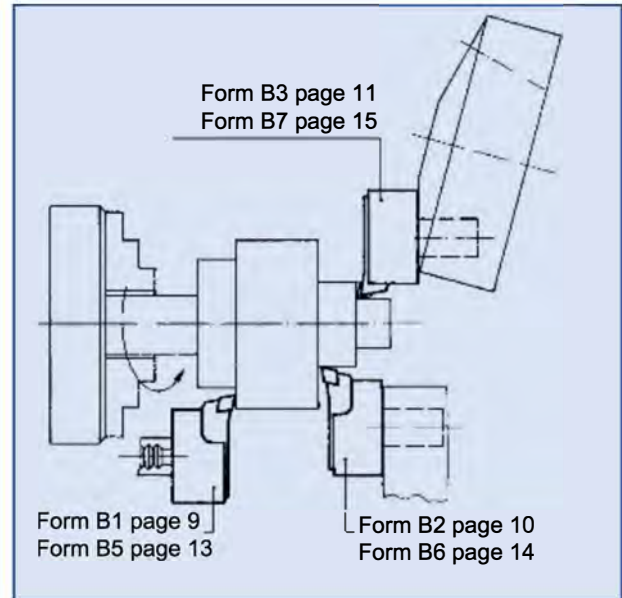 Form B3 page 11
Form B7 page 15
Form B1 page 9
Form B5 page 13
Form B2 page 10
Form B6 page 14